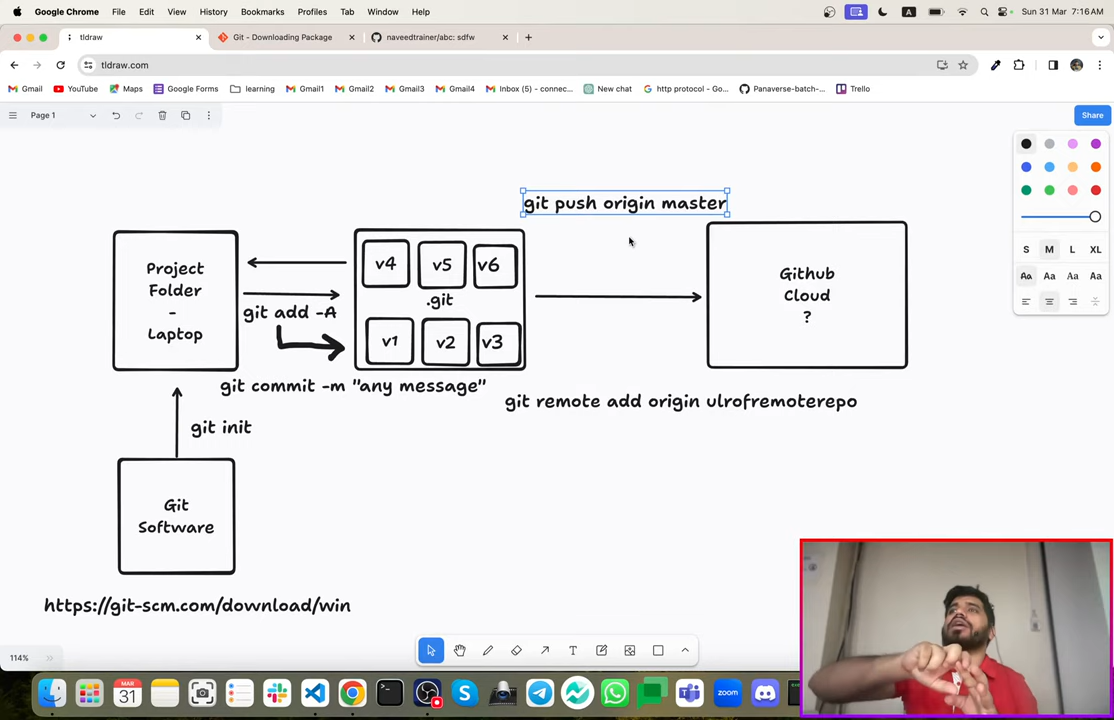 Google Chrome File Edit View History Bookmarks Profiles Tab Window Help
A Sun 31 Mar 7:16 AM
tldraw Git - Downloading Package naveedtrainer/abc: sdfw
tldraw.com
Gmail YouTube Maps Google Forms learning Gmail1 Gmail2 Gmail3 Gmail4 Inbox (5) - connec... New chat http protocol - Go... Panaverse-batch-... Trello
Page 1
Share
git push origin master
Project
Folder
-
Laptop
git add -A
v4 v5 v6
.git
v1 v2 v3
Github
Cloud
?
git commit -m "any message"
git remote add origin ulrofremoterepo
git init
Git
Software
https://git-scm.com/download/win
S M L XL
Aa Aa Aa Aa
114%
MAR
31
zoom